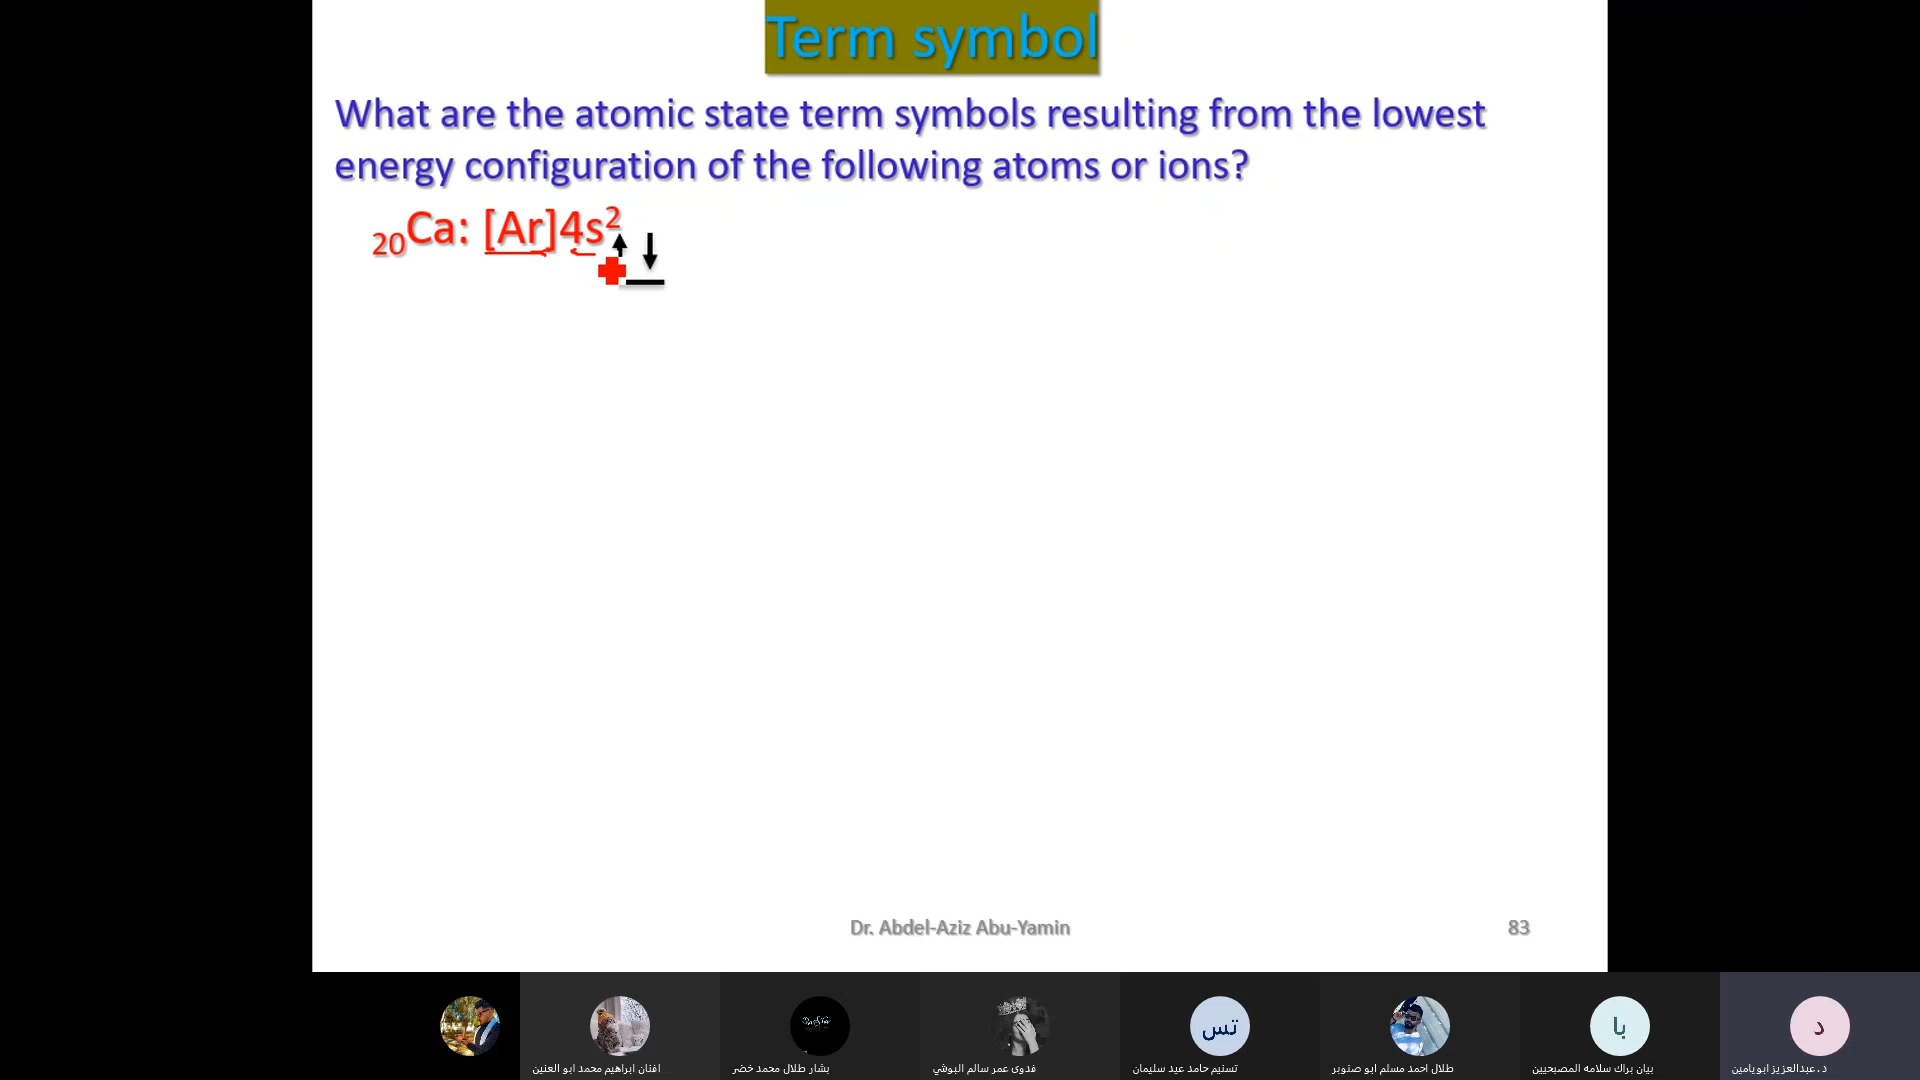 Term symbol
What are the atomic state term symbols resulting from the lowest
energy configuration of the following atoms or ions?
₂₀Ca: [Ar]4s²
Dr. Abdel-Aziz Abu-Yamin
83
تس
با
د
افنان ابراهيم محمد ابو العنين
بشار طلال محمد خضر
فدوى عمر سالم البوشي
تسنيم حامد عيد سليمان
طلال احمد مسلم ابو صنوبر
بيان براك سلامه المصبحيين
د.عبدالعزيز ابويامين